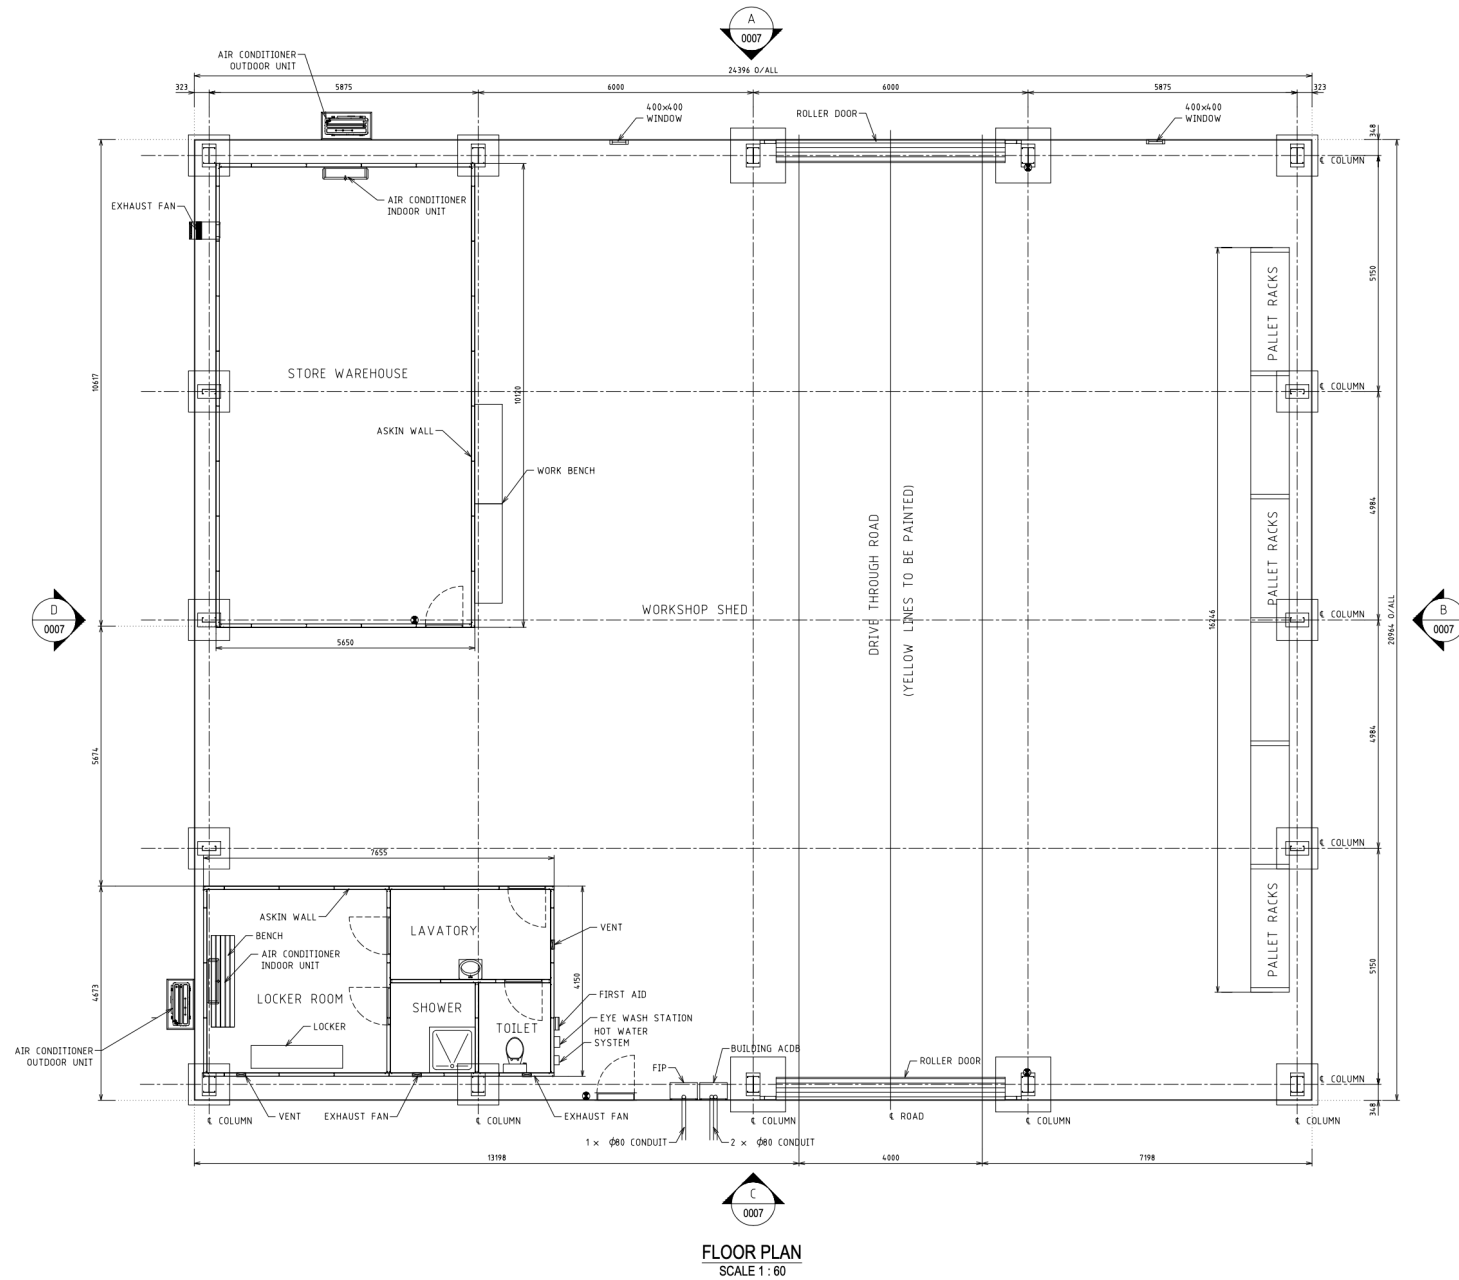 A
0007
AIR CONDITIONER
OUTDOOR UNIT
24396 O/ALL
323
5875
6000
6000
5875
323
400x400
WINDOW
ROLLER DOOR
400x400
WINDOW
348
℄ COLUMN
AIR CONDITIONER
INDOOR UNIT
EXHAUST FAN
5150
PALLET RACKS
STORE WAREHOUSE
10617
10120
℄ COLUMN
ASKIN WALL
WORK BENCH
4984
DRIVE THROUGH ROAD
(YELLOW LINES TO BE PAINTED)
PALLET RACKS
D
0007
WORKSHOP SHED
16246
℄ COLUMN
20964 O/ALL
B
0007
5650
5674
4984
℄ COLUMN
7655
ASKIN WALL
LAVATORY
VENT
BENCH
AIR CONDITIONER
INDOOR UNIT
PALLET RACKS
5150
4673
4150
LOCKER ROOM
SHOWER
TOILET
FIRST AID
EYE WASH STATION
HOT WATER
SYSTEM
LOCKER
AIR CONDITIONER
OUTDOOR UNIT
BUILDING ACDB
FIP
ROLLER DOOR
℄ COLUMN
348
℄ COLUMN
VENT
EXHAUST FAN
℄ COLUMN
EXHAUST FAN
℄ COLUMN
℄ ROAD
℄ COLUMN
1 x ϕ80 CONDUIT
2 x ϕ80 CONDUIT
13198
4000
7198
C
0007
FLOOR PLAN
SCALE 1 : 60